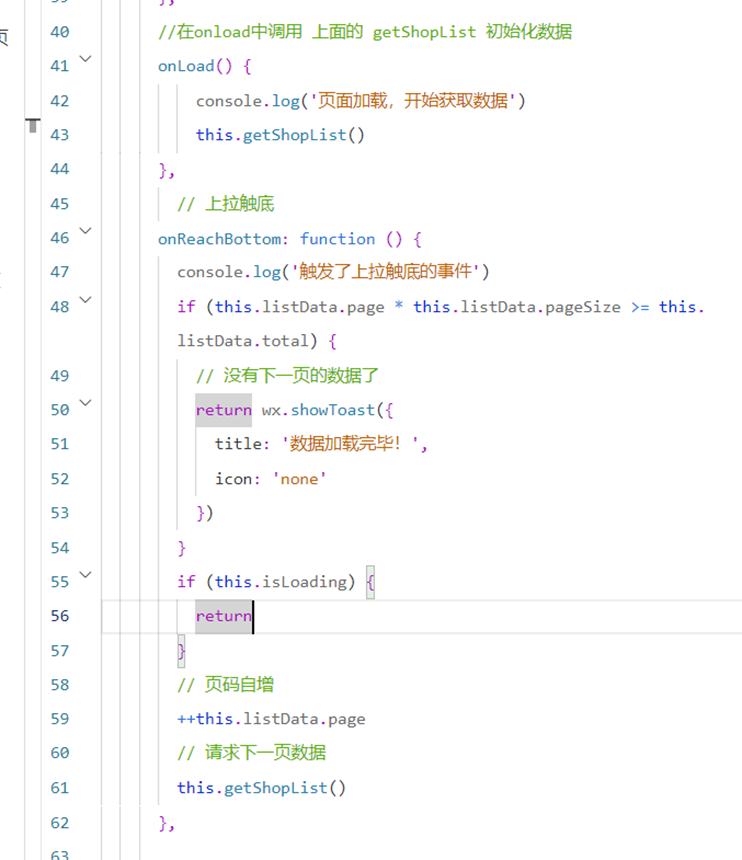 页
40 //在onload中调用 上面的 getShopList 初始化数据
41 onLoad() {
42 console.log('页面加载，开始获取数据')
43 this.getShopList()
44 },
45 // 上拉触底
46 onReachBottom: function () {
47 console.log('触发了上拉触底的事件')
48 if (this.listData.page * this.listData.pageSize >= this.
listData.total) {
49 // 没有下一页的数据了
50 return wx.showToast({
51 title: '数据加载完毕！',
52 icon: 'none'
53 })
54 }
55 if (this.isLoading) {
56 return
57 }
58 // 页码自增
59 ++this.listData.page
60 // 请求下一页数据
61 this.getShopList()
62 },
63